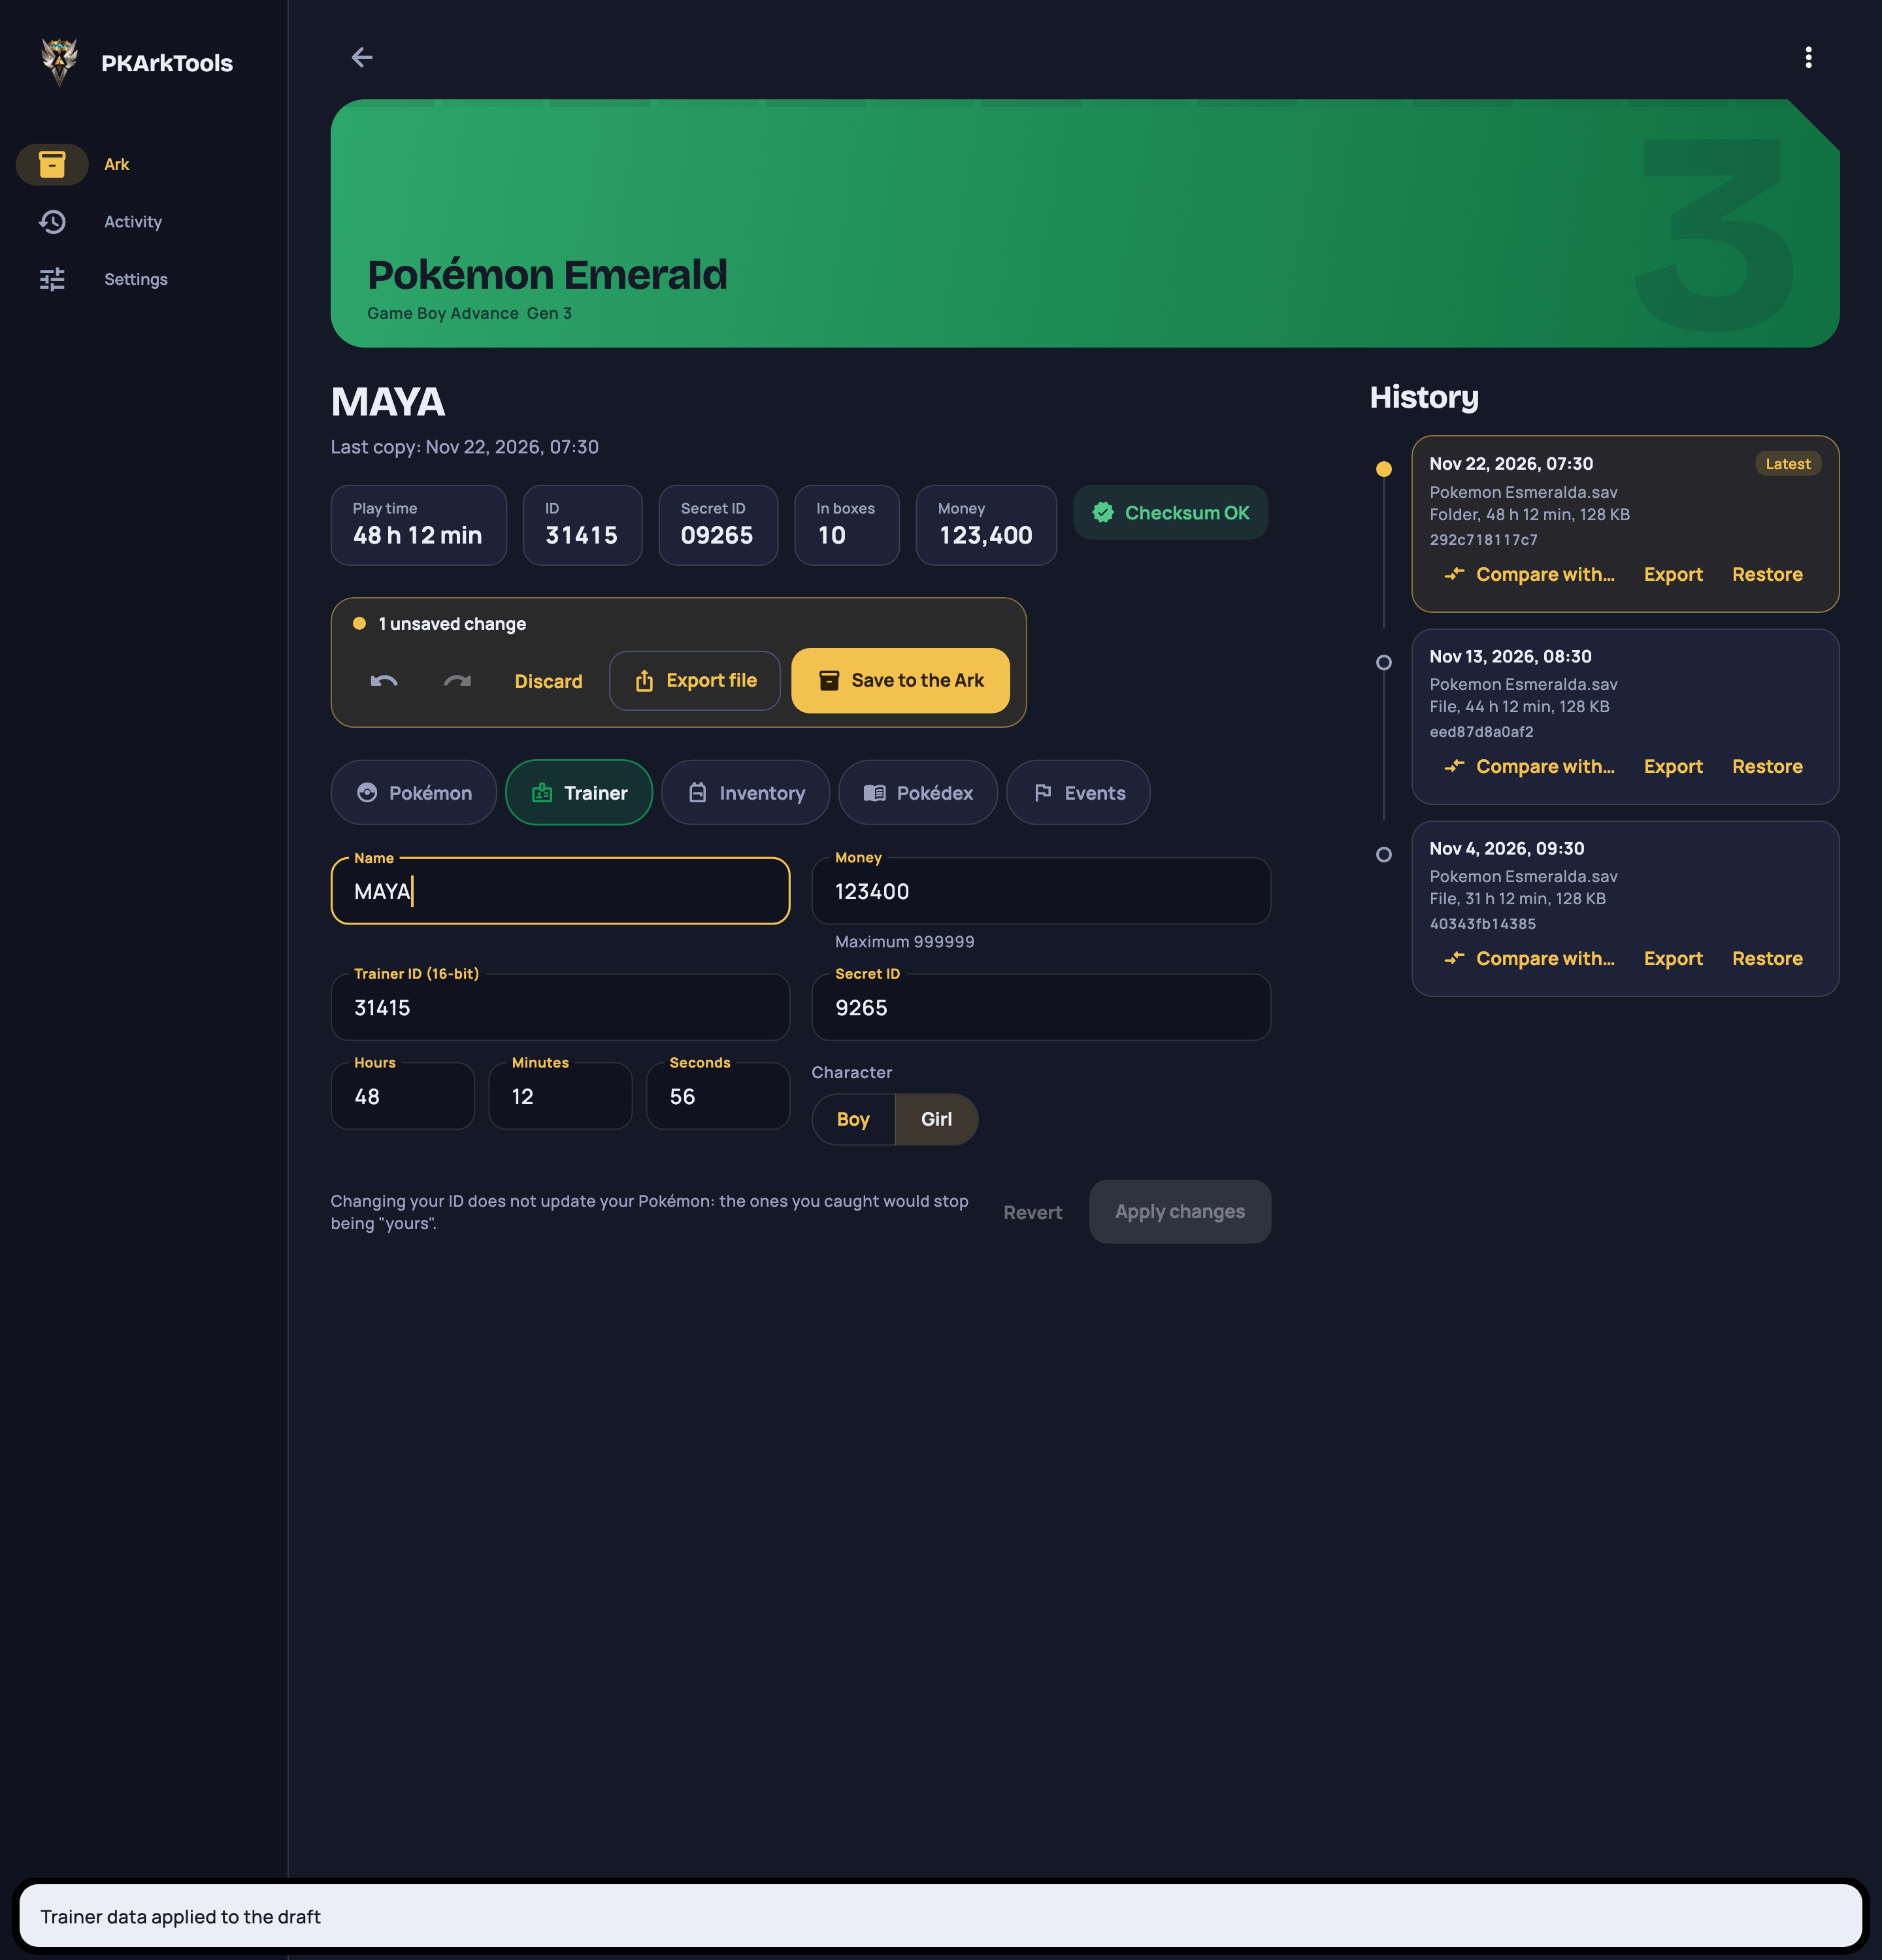 PKArkTools
Ark
Activity
Settings
3
Pokémon Emerald
Game Boy Advance Gen 3
MAYA
Last copy: Nov 22, 2026, 07:30
Play time
48 h 12 min
ID
31415
Secret ID
09265
In boxes
10
Money
123,400
Checksum OK
1 unsaved change
Discard
Export file
Save to the Ark
Pokémon
Trainer
Inventory
Pokédex
Events
Name
MAYA
Money
123400
Maximum 999999
Trainer ID (16-bit)
31415
Secret ID
9265
Hours
48
Minutes
12
Seconds
56
Character
Boy
Girl
Changing your ID does not update your Pokémon: the ones you caught would stop
being "yours".
Revert
Apply changes
History
Nov 22, 2026, 07:30
Latest
Pokemon Esmeralda.sav
Folder, 48 h 12 min, 128 KB
292c718117c7
Compare with...
Export
Restore
Nov 13, 2026, 08:30
Pokemon Esmeralda.sav
File, 44 h 12 min, 128 KB
eed87d8a0af2
Compare with...
Export
Restore
Nov 4, 2026, 09:30
Pokemon Esmeralda.sav
File, 31 h 12 min, 128 KB
40343fb14385
Compare with...
Export
Restore
Trainer data applied to the draft